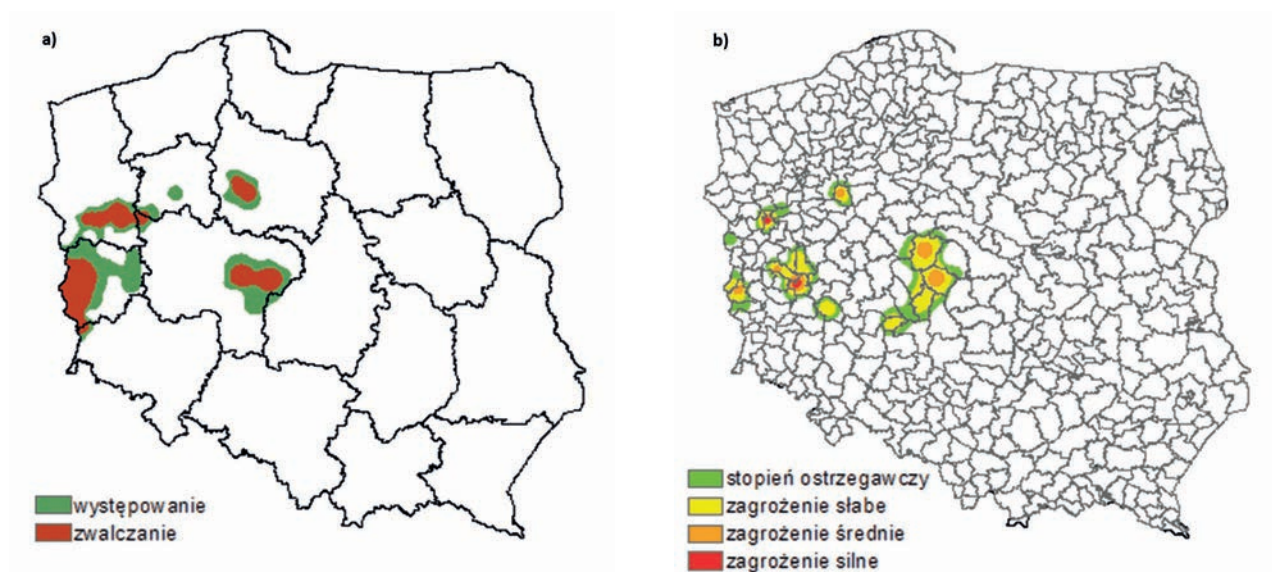 a)
występowanie
zwalczanie
b)
stopień ostrzegawczy
zagrożenie słabe
zagrożenie średnie
zagrożenie silne